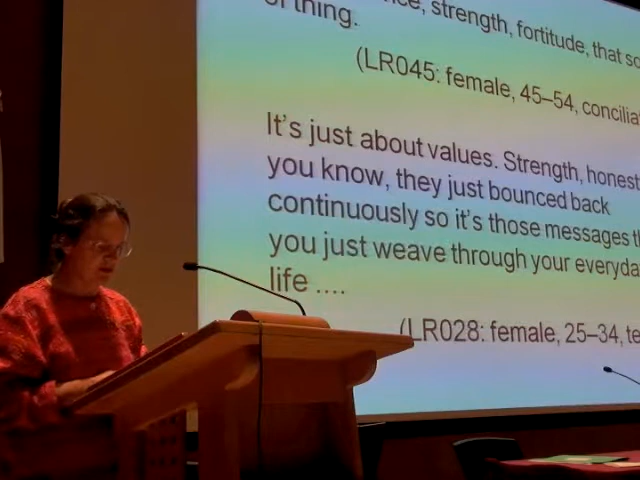 of thing.
strength, fortitude, that so
(LR045: female, 45–54, concilia
It's just about values. Strength, honest
you know, they just bounced back
continuously so it's those messages th
you just weave through your everyda
life ....
(LR028: female, 25–34, te